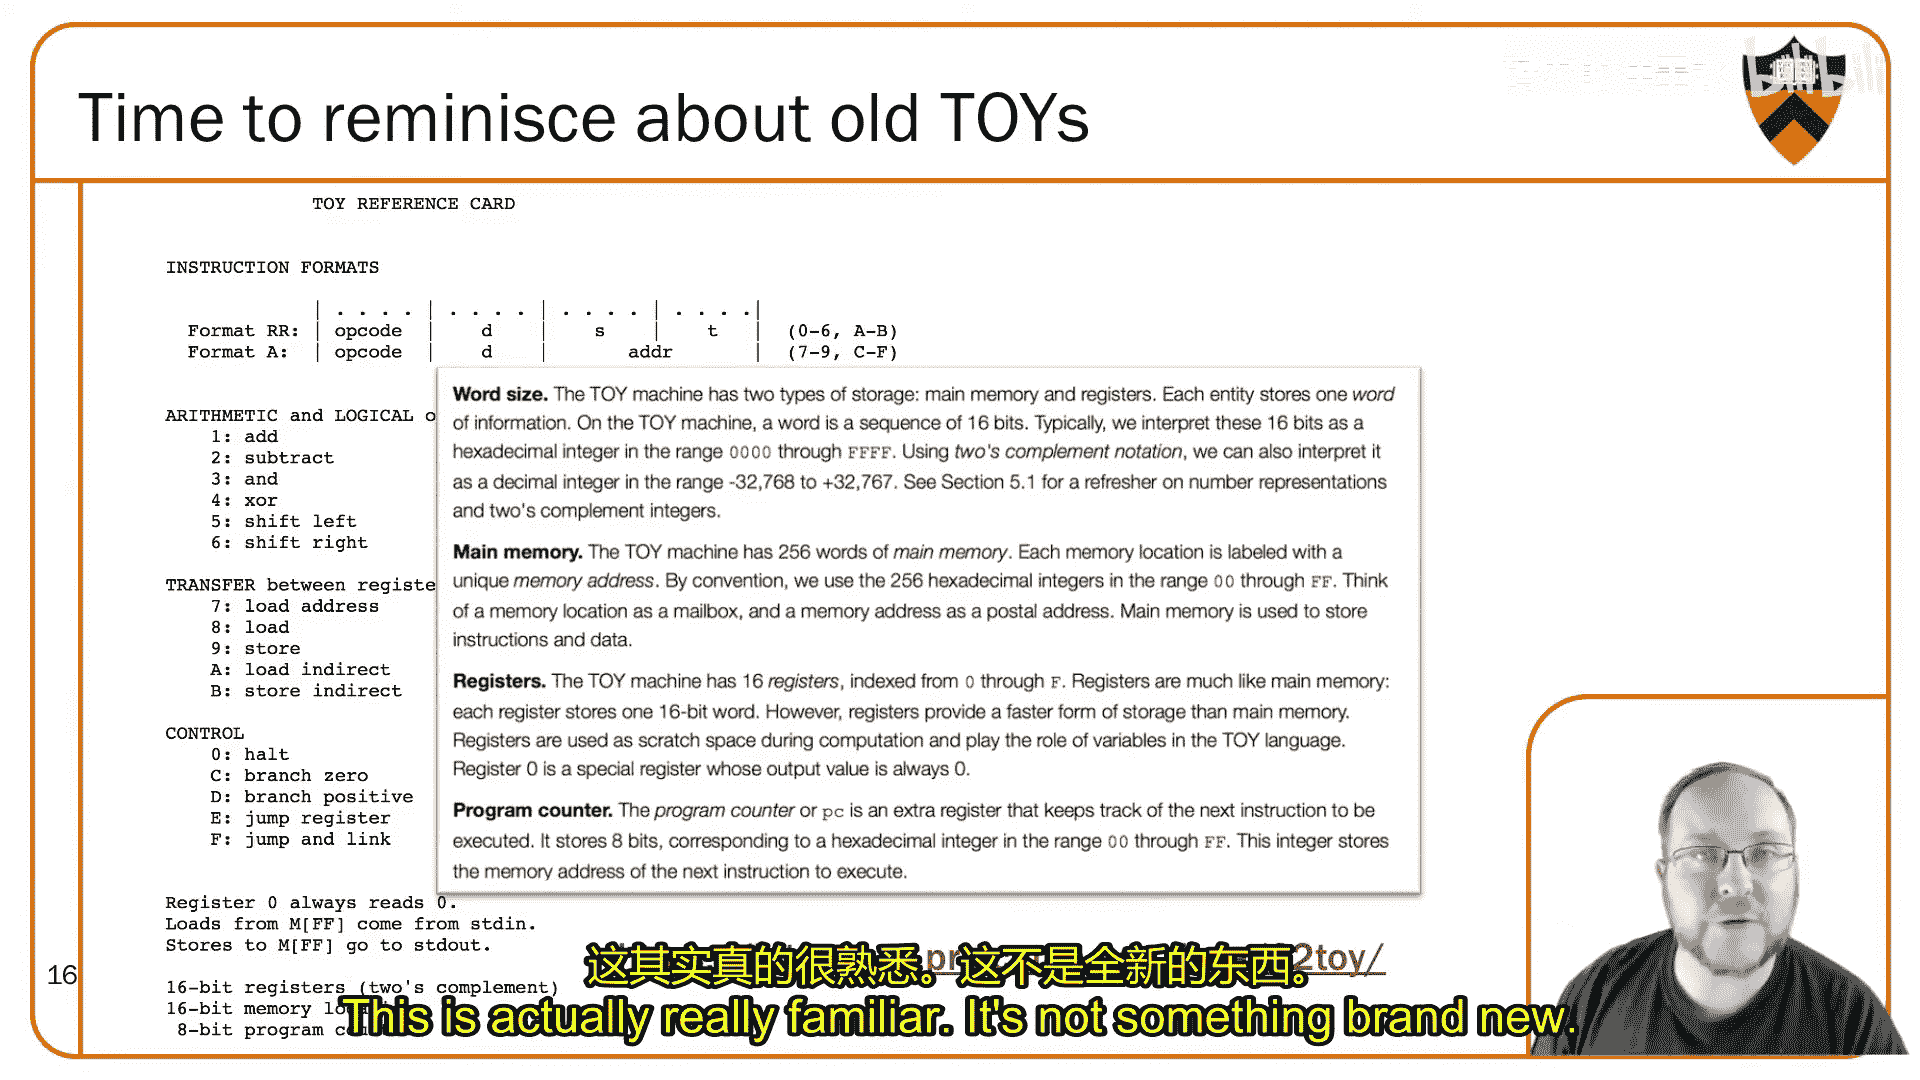 Time to reminisce about old TOYs
TOY REFERENCE CARD
INSTRUCTION FORMATS
| . . . . | . . . . | . . . . | . . . .|
Format RR: | opcode | d | s | t | (0-6, A-B)
Format A: | opcode | d | addr | (7-9, C-F)
ARITHMETIC and LOGICAL o
1: add
2: subtract
3: and
4: xor
5: shift left
6: shift right
TRANSFER between registe
7: load address
8: load
9: store
A: load indirect
B: store indirect
CONTROL
0: halt
C: branch zero
D: branch positive
E: jump register
F: jump and link
Register 0 always reads 0.
Loads from M[FF] come from stdin.
Stores to M[FF] go to stdout.
16-bit registers (two's complement)
16-bit memory lo
8-bit program c
Word size. The TOY machine has two types of storage: main memory and registers. Each entity stores one word
of information. On the TOY machine, a word is a sequence of 16 bits. Typically, we interpret these 16 bits as a
hexadecimal integer in the range 0000 through FFFF. Using two's complement notation, we can also interpret it
as a decimal integer in the range -32,768 to +32,767. See Section 5.1 for a refresher on number representations
and two's complement integers.
Main memory. The TOY machine has 256 words of main memory. Each memory location is labeled with a
unique memory address. By convention, we use the 256 hexadecimal integers in the range 00 through FF. Think
of a memory location as a mailbox, and a memory address as a postal address. Main memory is used to store
instructions and data.
Registers. The TOY machine has 16 registers, indexed from 0 through F. Registers are much like main memory:
each register stores one 16-bit word. However, registers provide a faster form of storage than main memory.
Registers are used as scratch space during computation and play the role of variables in the TOY language.
Register 0 is a special register whose output value is always 0.
Program counter. The program counter or pc is an extra register that keeps track of the next instruction to be
executed. It stores 8 bits, corresponding to a hexadecimal integer in the range 00 through FF. This integer stores
the memory address of the next instruction to execute.
2toy/
16
这其实真的很熟悉。这不是全新的东西。
This is actually really familiar. It's not something brand new.
bilibili